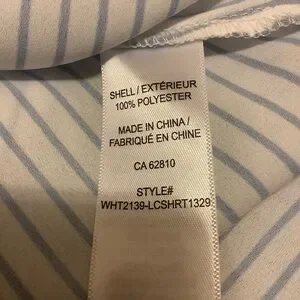 SHELL / EXTÉRIEUR
100% POLYESTER
MADE IN CHINA /
FABRIQUÉ EN CHINE
CA 62810
STYLE#
WHT2139-LCSHRT1329